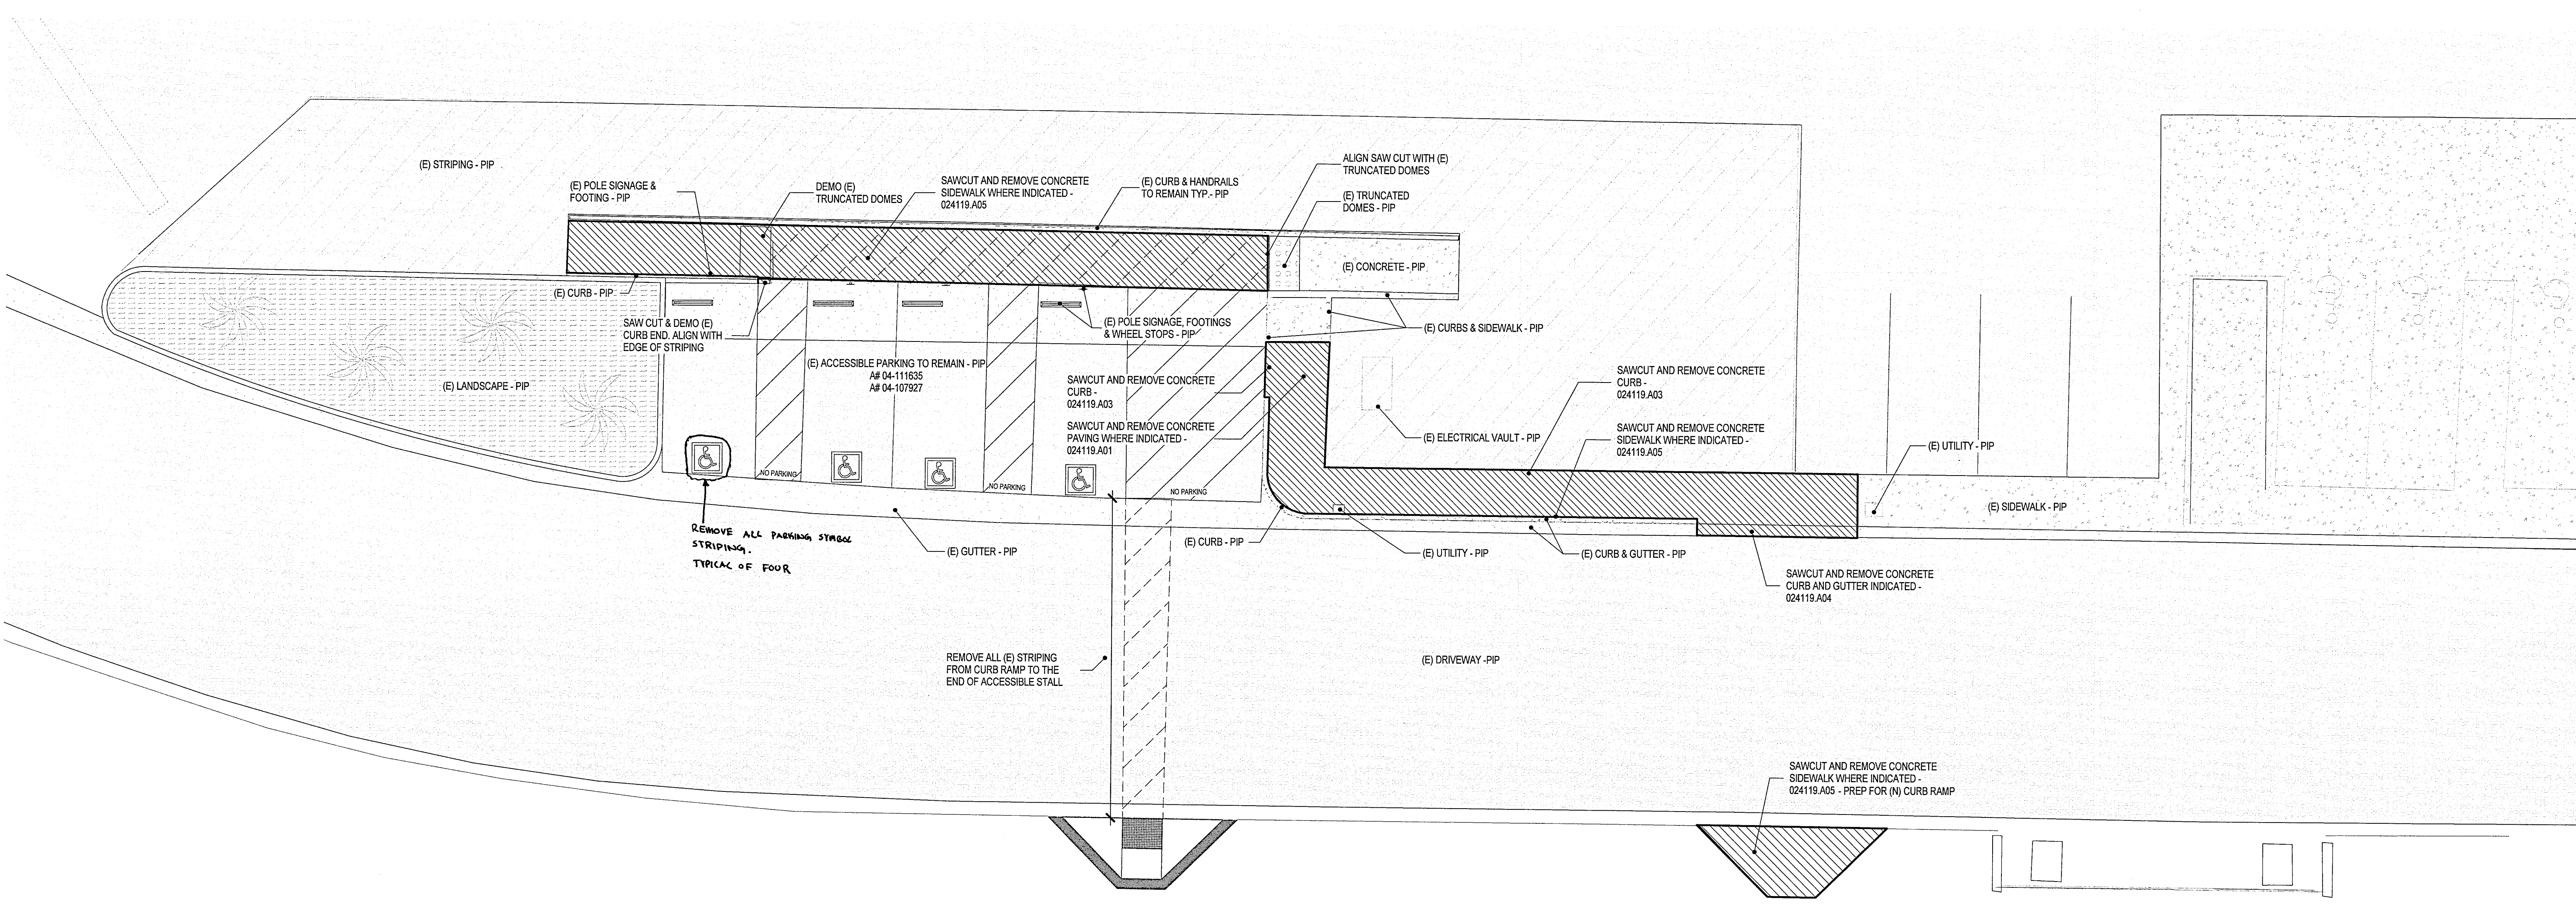 (E) STRIPING - PIP
(E) POLE SIGNAGE &
FOOTING - PIP
DEMO (E)
TRUNCATED DOMES
SAWCUT AND REMOVE CONCRETE
SIDEWALK WHERE INDICATED -
024119.A05
(E) CURB & HANDRAILS
TO REMAIN TYP.- PIP
ALIGN SAW CUT WITH (E)
TRUNCATED DOMES
(E) TRUNCATED
DOMES - PIP
(E) CONCRETE - PIP
(E) CURB - PIP
SAW CUT & DEMO (E)
CURB END. ALIGN WITH
EDGE OF STRIPING
(E) POLE SIGNAGE, FOOTINGS
& WHEEL STOPS - PIP
(E) CURBS & SIDEWALK - PIP
(E) LANDSCAPE - PIP
(E) ACCESSIBLE PARKING TO REMAIN - PIP
A# 04-111635
A# 04-107927
SAWCUT AND REMOVE CONCRETE
CURB -
024119.A03
SAWCUT AND REMOVE CONCRETE
PAVING WHERE INDICATED -
024119.A01
SAWCUT AND REMOVE CONCRETE
CURB -
024119.A03
(E) ELECTRICAL VAULT - PIP
SAWCUT AND REMOVE CONCRETE
SIDEWALK WHERE INDICATED -
024119.A05
(E) UTILITY - PIP
NO PARKING
NO PARKING
NO PARKING
(E) SIDEWALK - PIP
REMOVE ALL PARKING SYMBOL
STRIPING.
TYPICAL OF FOUR
(E) GUTTER - PIP
(E) CURB - PIP
(E) UTILITY - PIP
(E) CURB & GUTTER - PIP
SAWCUT AND REMOVE CONCRETE
CURB AND GUTTER INDICATED -
024119.A04
REMOVE ALL (E) STRIPING
FROM CURB RAMP TO THE
END OF ACCESSIBLE STALL
(E) DRIVEWAY -PIP
SAWCUT AND REMOVE CONCRETE
SIDEWALK WHERE INDICATED -
024119.A05 - PREP FOR (N) CURB RAMP